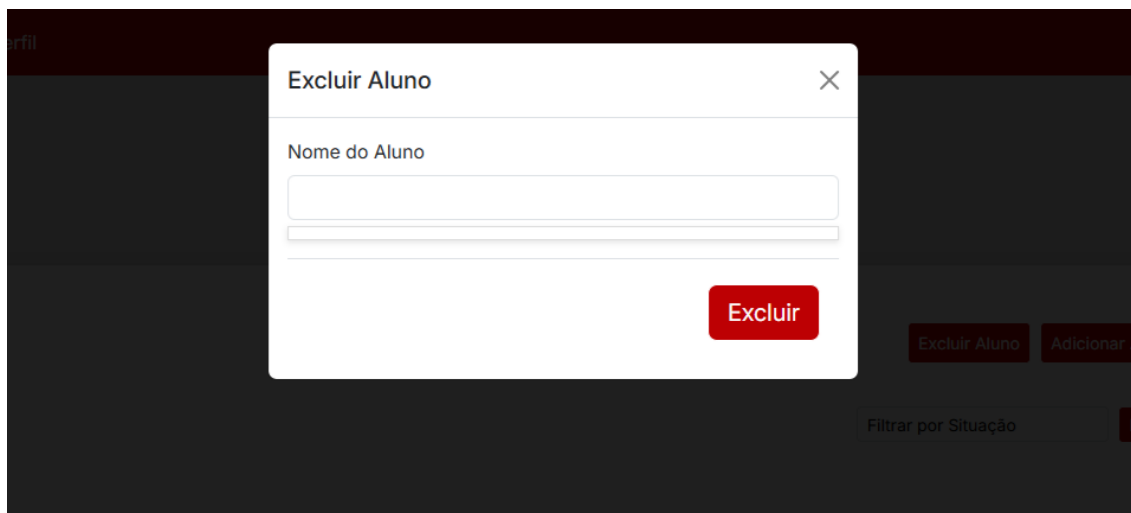 erfil
Excluir Aluno
Nome do Aluno
Excluir
Excluir Aluno
Adicionar
Filtrar por Situação